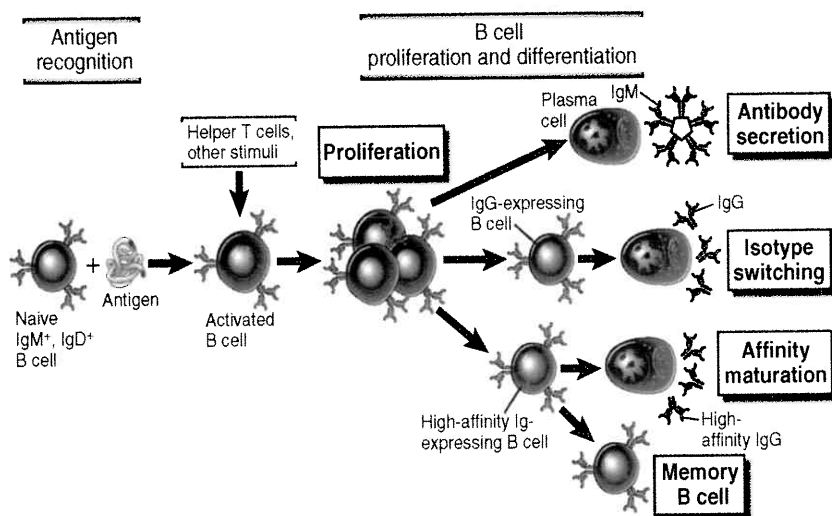 Antigen
recognition
B cell
proliferation and differentiation
Helper T cells,
other stimuli
Proliferation
Plasma
cell
IgM
Antibody
secretion
IgG-expressing
B cell
IgG
Isotype
switching
+
Antigen
Naive
IgM⁺, IgD⁺
B cell
Activated
B cell
Affinity
maturation
High-affinity Ig-
expressing B cell
High-
affinity IgG
Memory
B cell